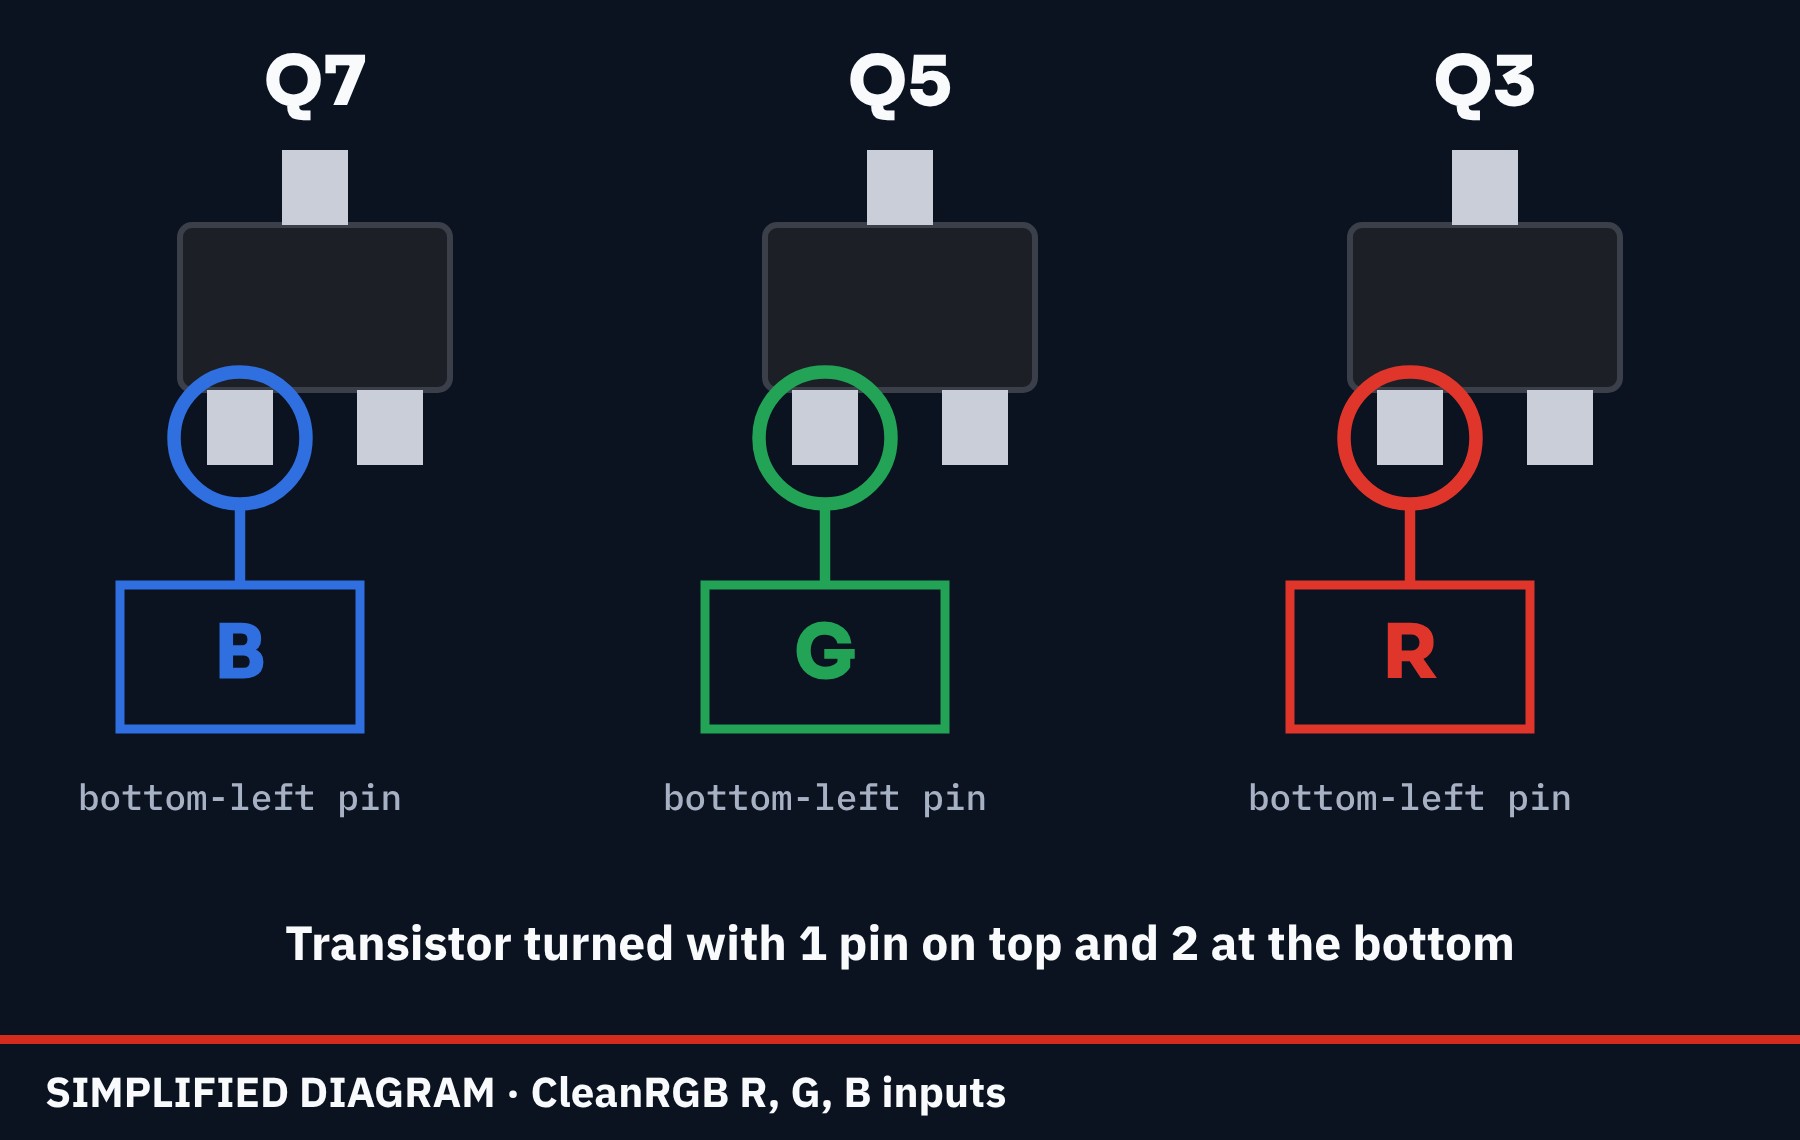 Q7 Q5 Q3
B G R
bottom-left pin bottom-left pin bottom-left pin
Transistor turned with 1 pin on top and 2 at the bottom
SIMPLIFIED DIAGRAM · CleanRGB R, G, B inputs